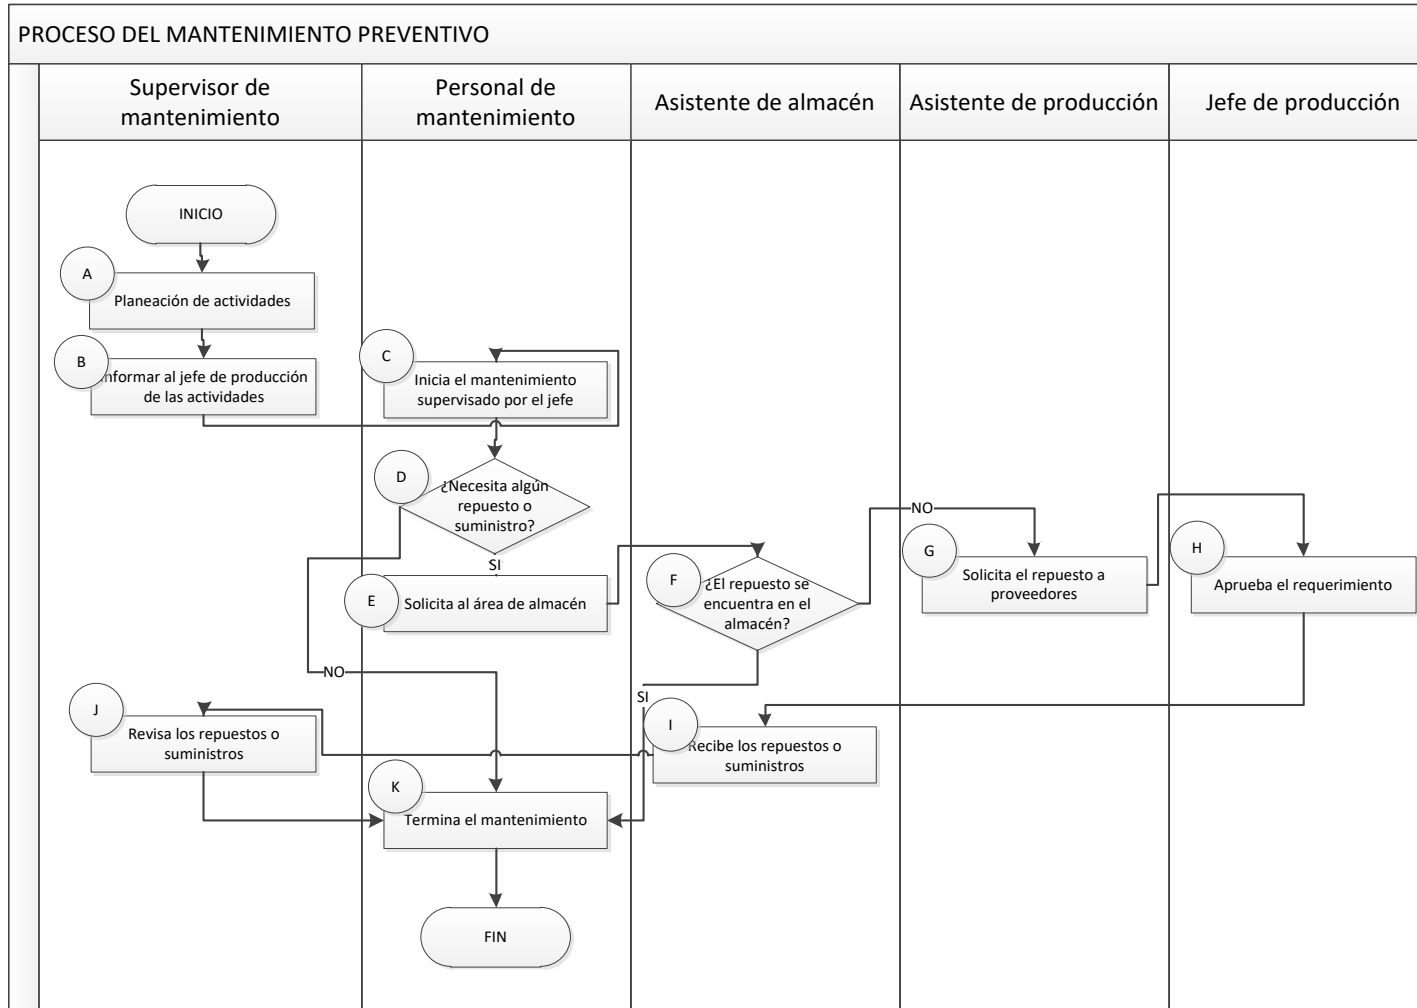 PROCESO DEL MANTENIMIENTO PREVENTIVO
Supervisor de
mantenimiento
Personal de
mantenimiento
Asistente de almacén
Asistente de producción
Jefe de producción
INICIO
A
Planeación de actividades
B
Informar al jefe de producción
de las actividades
C
Inicia el mantenimiento
supervisado por el jefe
D
¿Necesita algún
repuesto o
suministro?
SI
E
Solicita al área de almacén
F
¿El repuesto se
encuentra en el
almacén?
NO
G
Solicita el repuesto a
proveedores
H
Aprueba el requerimiento
NO
SI
J
Revisa los repuestos o
suministros
I
Recibe los repuestos o
suministros
K
Termina el mantenimiento
FIN